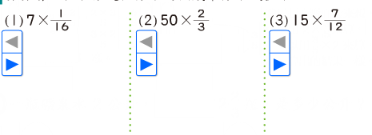 (1) 7 × 1/16
(2) 50 × 2/3
(3) 15 × 7/12